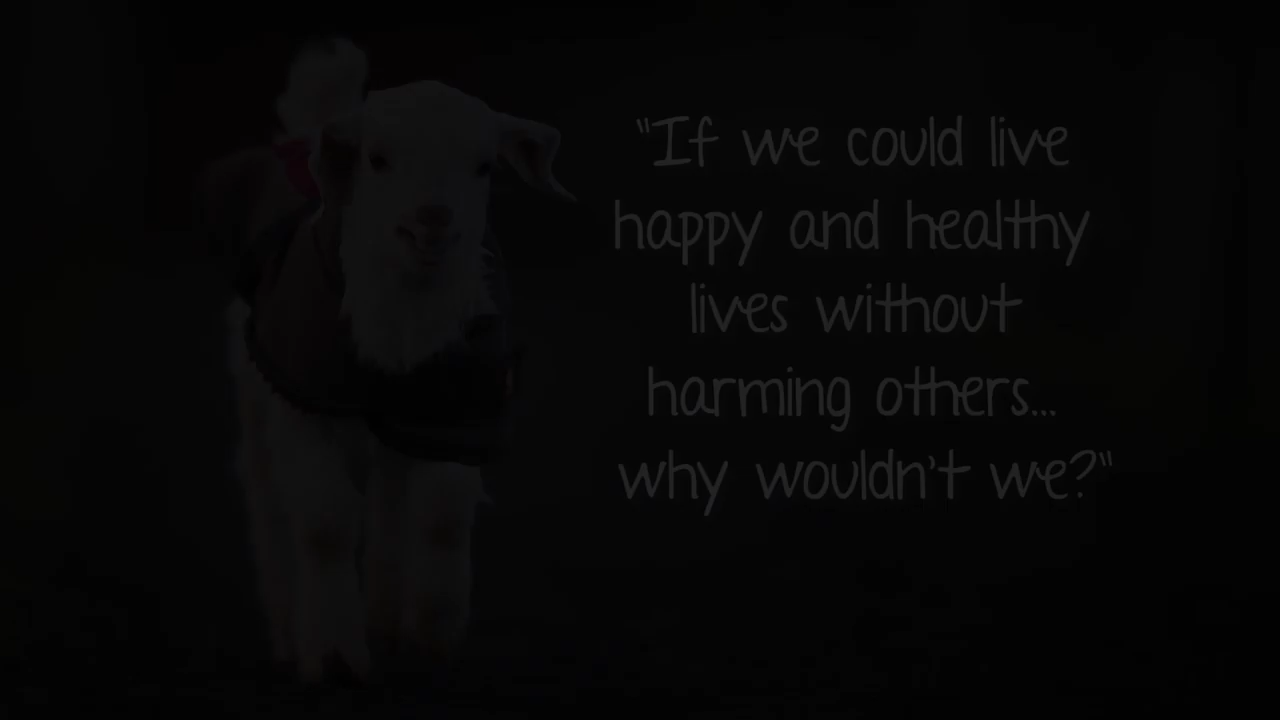 "If we could live
happy and healthy
lives without
harming others...
why wouldn't we?"